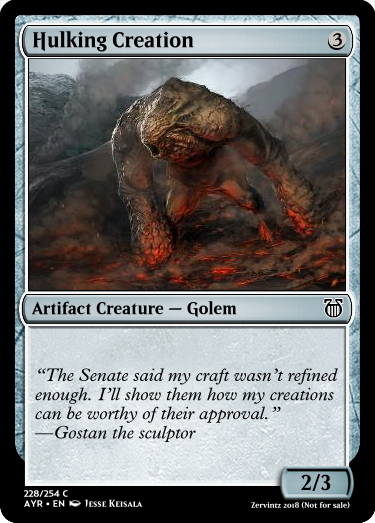 Hulking Creation 3
Artifact Creature — Golem
“The Senate said my craft wasn’t refined
enough. I’ll show them how my creations
can be worthy of their approval.”
—Gostan the sculptor
2/3
228/254 C
AYR • EN Jesse Keisala
Zervintz 2018 (Not for sale)